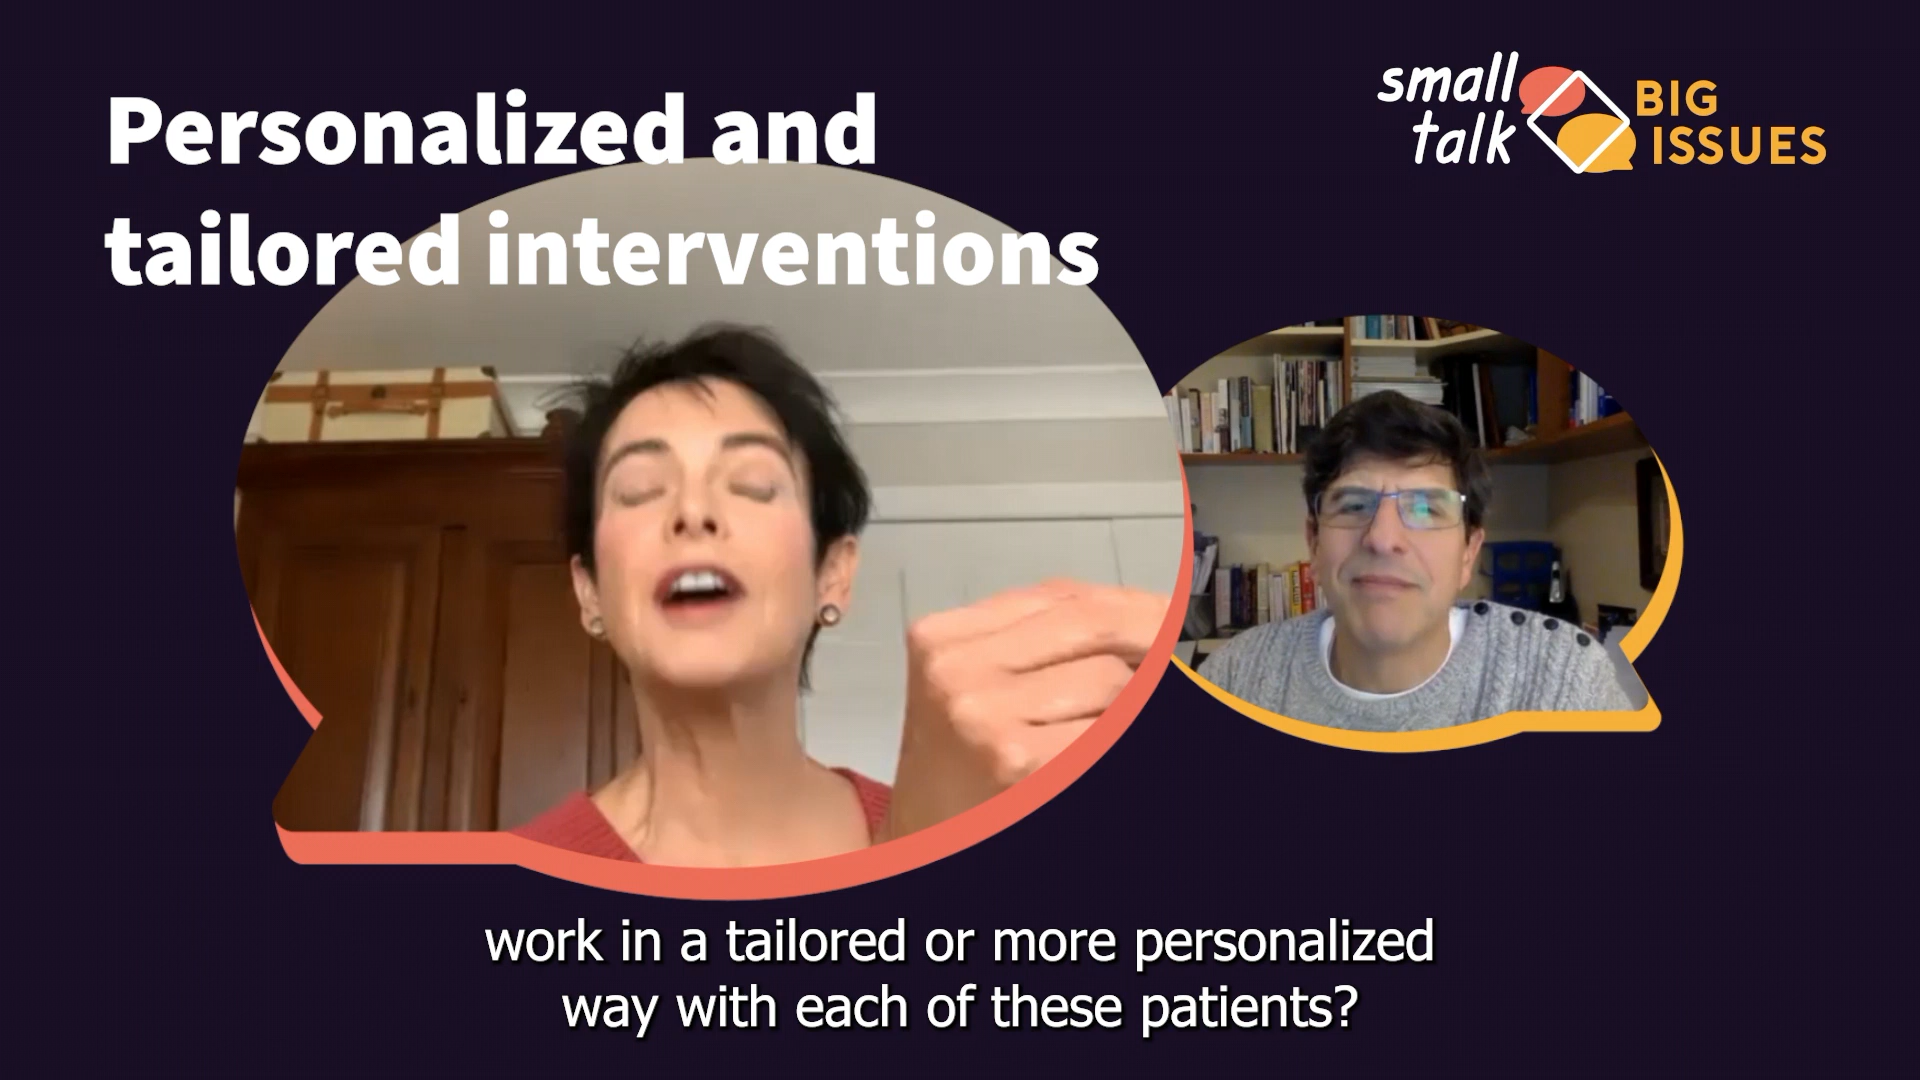 Personalized and
tailored interventions
small
talk
BIG
ISSUES
work in a tailored or more personalized
way with each of these patients?